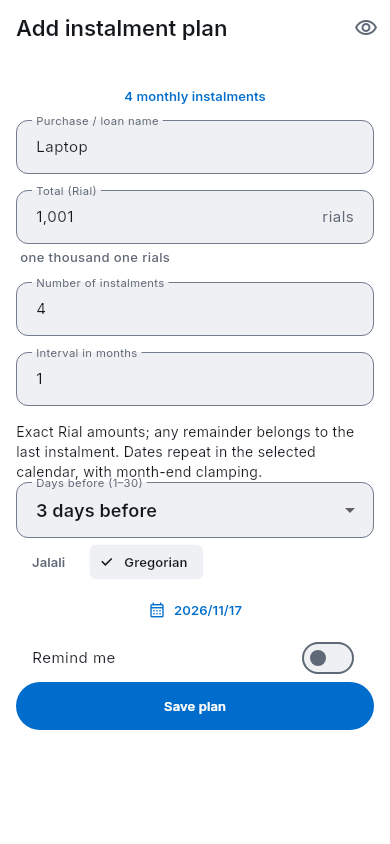 Add instalment plan
4 monthly instalments
Purchase / loan name
Laptop
Total (Rial)
1,001 rials
one thousand one rials
Number of instalments
4
Interval in months
1
Exact Rial amounts; any remainder belongs to the
last instalment. Dates repeat in the selected
calendar, with month-end clamping.
Days before (1–30)
3 days before
Jalali Gregorian
2026/11/17
Remind me
Save plan